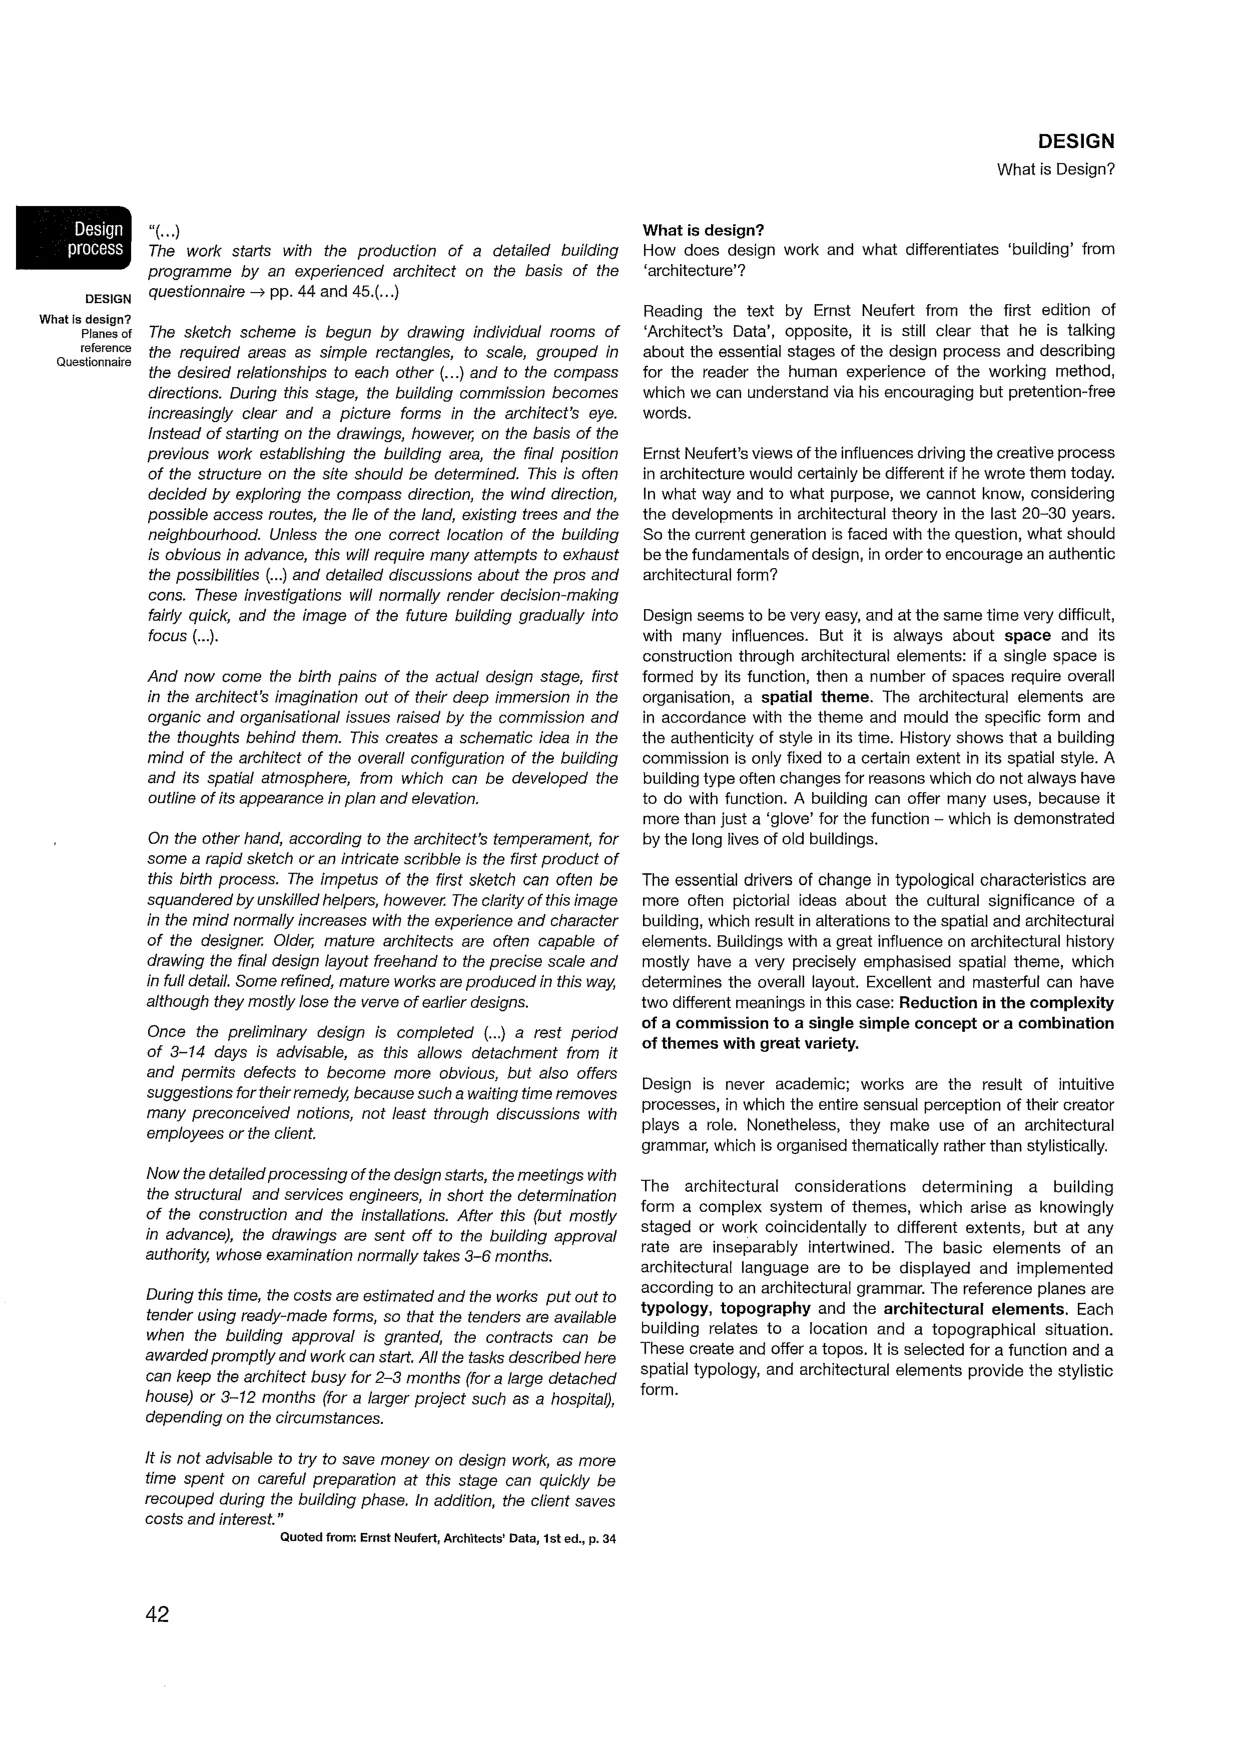 DESIGN
What is Design?
Design
process
DESIGN
What is design?
Planes of
reference
Questionnaire
“(...)
The work starts with the production of a detailed building
programme by an experienced architect on the basis of the
questionnaire → pp. 44 and 45.(...)
The sketch scheme is begun by drawing individual rooms of
the required areas as simple rectangles, to scale, grouped in
the desired relationships to each other (...) and to the compass
directions. During this stage, the building commission becomes
increasingly clear and a picture forms in the architect's eye.
Instead of starting on the drawings, however, on the basis of the
previous work establishing the building area, the final position
of the structure on the site should be determined. This is often
decided by exploring the compass direction, the wind direction,
possible access routes, the lie of the land, existing trees and the
neighbourhood. Unless the one correct location of the building
is obvious in advance, this will require many attempts to exhaust
the possibilities (...) and detailed discussions about the pros and
cons. These investigations will normally render decision-making
fairly quick, and the image of the future building gradually into
focus (...).
And now come the birth pains of the actual design stage, first
in the architect's imagination out of their deep immersion in the
organic and organisational issues raised by the commission and
the thoughts behind them. This creates a schematic idea in the
mind of the architect of the overall configuration of the building
and its spatial atmosphere, from which can be developed the
outline of its appearance in plan and elevation.
On the other hand, according to the architect's temperament, for
some a rapid sketch or an intricate scribble is the first product of
this birth process. The impetus of the first sketch can often be
squandered by unskilled helpers, however. The clarity of this image
in the mind normally increases with the experience and character
of the designer. Older, mature architects are often capable of
drawing the final design layout freehand to the precise scale and
in full detail. Some refined, mature works are produced in this way,
although they mostly lose the verve of earlier designs.
Once the preliminary design is completed (...) a rest period
of 3–14 days is advisable, as this allows detachment from it
and permits defects to become more obvious, but also offers
suggestions for their remedy, because such a waiting time removes
many preconceived notions, not least through discussions with
employees or the client.
Now the detailed processing of the design starts, the meetings with
the structural and services engineers, in short the determination
of the construction and the installations. After this (but mostly
in advance), the drawings are sent off to the building approval
authority, whose examination normally takes 3–6 months.
During this time, the costs are estimated and the works put out to
tender using ready-made forms, so that the tenders are available
when the building approval is granted, the contracts can be
awarded promptly and work can start. All the tasks described here
can keep the architect busy for 2–3 months (for a large detached
house) or 3–12 months (for a larger project such as a hospital),
depending on the circumstances.
It is not advisable to try to save money on design work, as more
time spent on careful preparation at this stage can quickly be
recouped during the building phase. In addition, the client saves
costs and interest.”
Quoted from: Ernst Neufert, Architects' Data, 1st ed., p. 34
What is design?
How does design work and what differentiates ‘building’ from
‘architecture’?
Reading the text by Ernst Neufert from the first edition of
‘Architect's Data’, opposite, it is still clear that he is talking
about the essential stages of the design process and describing
for the reader the human experience of the working method,
which we can understand via his encouraging but pretention-free
words.
Ernst Neufert's views of the influences driving the creative process
in architecture would certainly be different if he wrote them today.
In what way and to what purpose, we cannot know, considering
the developments in architectural theory in the last 20–30 years.
So the current generation is faced with the question, what should
be the fundamentals of design, in order to encourage an authentic
architectural form?
Design seems to be very easy, and at the same time very difficult,
with many influences. But it is always about space and its
construction through architectural elements: if a single space is
formed by its function, then a number of spaces require overall
organisation, a spatial theme. The architectural elements are
in accordance with the theme and mould the specific form and
the authenticity of style in its time. History shows that a building
commission is only fixed to a certain extent in its spatial style. A
building type often changes for reasons which do not always have
to do with function. A building can offer many uses, because it
more than just a ‘glove’ for the function – which is demonstrated
by the long lives of old buildings.
The essential drivers of change in typological characteristics are
more often pictorial ideas about the cultural significance of a
building, which result in alterations to the spatial and architectural
elements. Buildings with a great influence on architectural history
mostly have a very precisely emphasised spatial theme, which
determines the overall layout. Excellent and masterful can have
two different meanings in this case: Reduction in the complexity
of a commission to a single simple concept or a combination
of themes with great variety.
Design is never academic; works are the result of intuitive
processes, in which the entire sensual perception of their creator
plays a role. Nonetheless, they make use of an architectural
grammar, which is organised thematically rather than stylistically.
The architectural considerations determining a building
form a complex system of themes, which arise as knowingly
staged or work coincidentally to different extents, but at any
rate are inseparably intertwined. The basic elements of an
architectural language are to be displayed and implemented
according to an architectural grammar. The reference planes are
typology, topography and the architectural elements. Each
building relates to a location and a topographical situation.
These create and offer a topos. It is selected for a function and a
spatial typology, and architectural elements provide the stylistic
form.
42